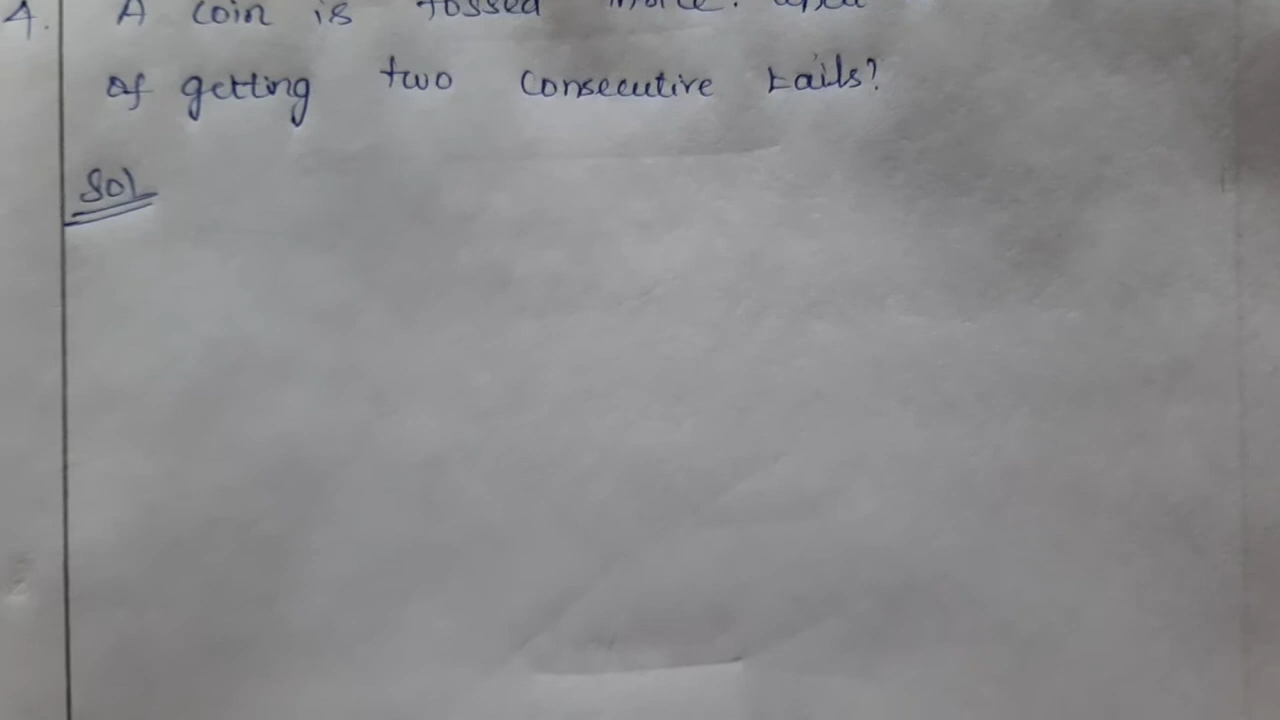 4. A coin is tossed
of getting two consecutive tails?
Sol